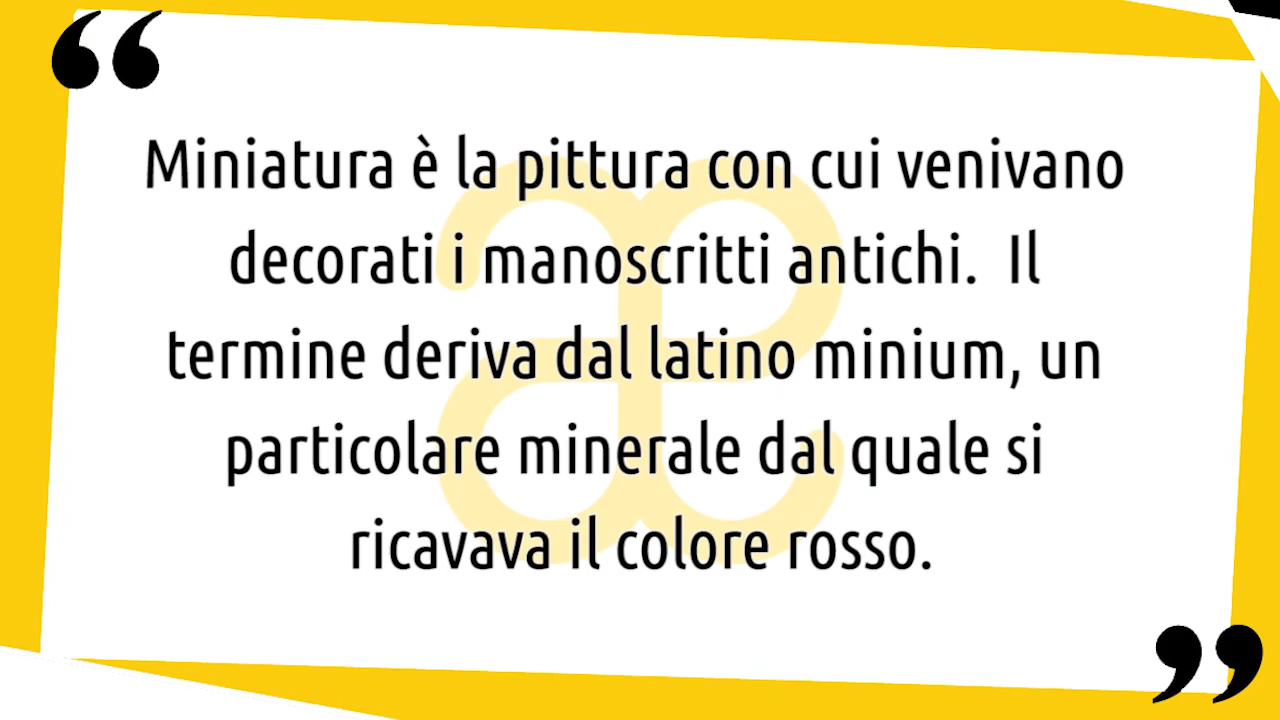 Miniatura è la pittura con cui venivano
decorati i manoscritti antichi.  Il
termine deriva dal latino minium, un
particolare minerale dal quale si
ricavava il colore rosso.